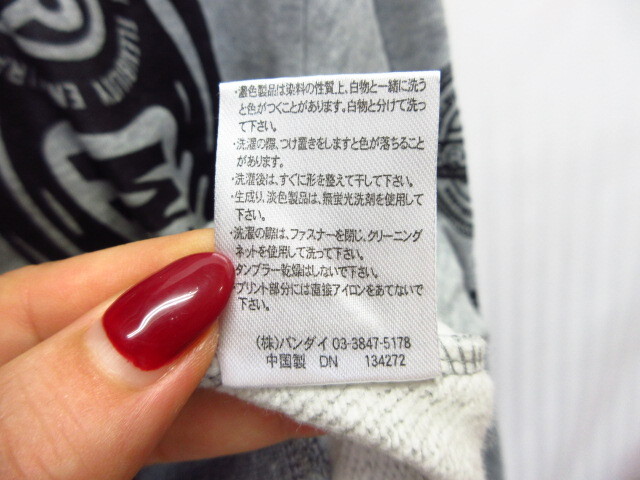 ・濃色製品は染料の性質上、白物と一緒に洗う
と色がつくことがあります。白物と分けて洗っ
て下さい。
・洗濯の際、つけ置きをしますと色が落ちること
があります。
・洗濯後は、すぐに形を整えて干して下さい。
・生成り、淡色製品は、無蛍光洗剤を使用して
下さい。
・洗濯の際は、ファスナーを閉じ、クリーニング
ネットを使用して洗って下さい。
タンブラー乾燥はしないで下さい。
プリント部分には直接アイロンをあてないで
下さい。
(株)バンダイ 03-3847-5178
中国製 DN 134272